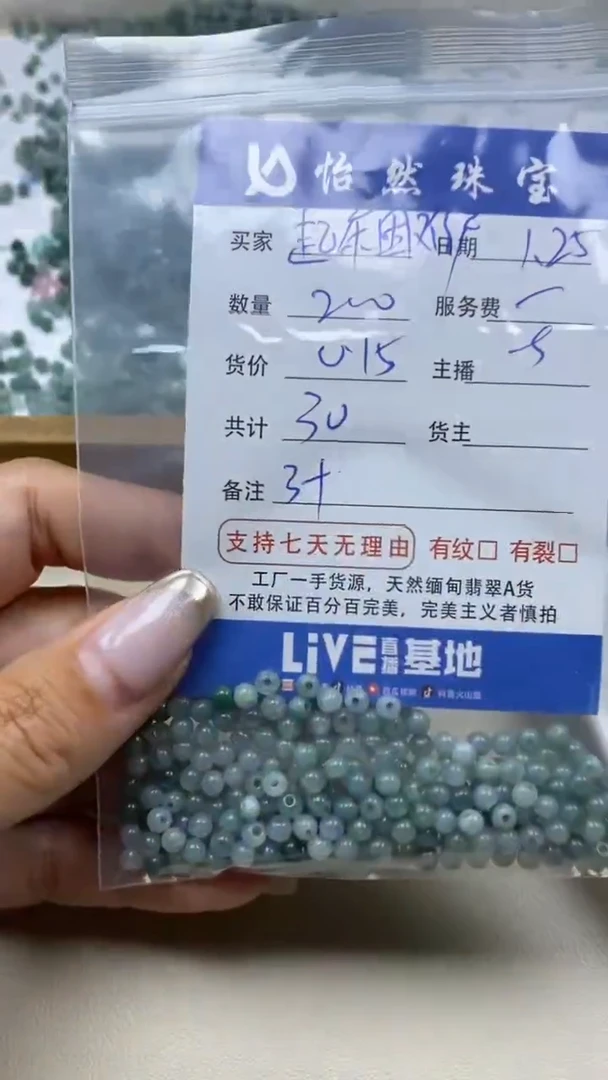 怡然珠宝
买家 日期 1.25
数量 200 服务费
货价 0.15 主播
共计 30 货主
备注 3件
支持七天无理由 有纹□ 有裂□
工厂一手货源，天然缅甸翡翠A货
不敢保证百分百完美，完美主义者慎拍
LiVE直播基地